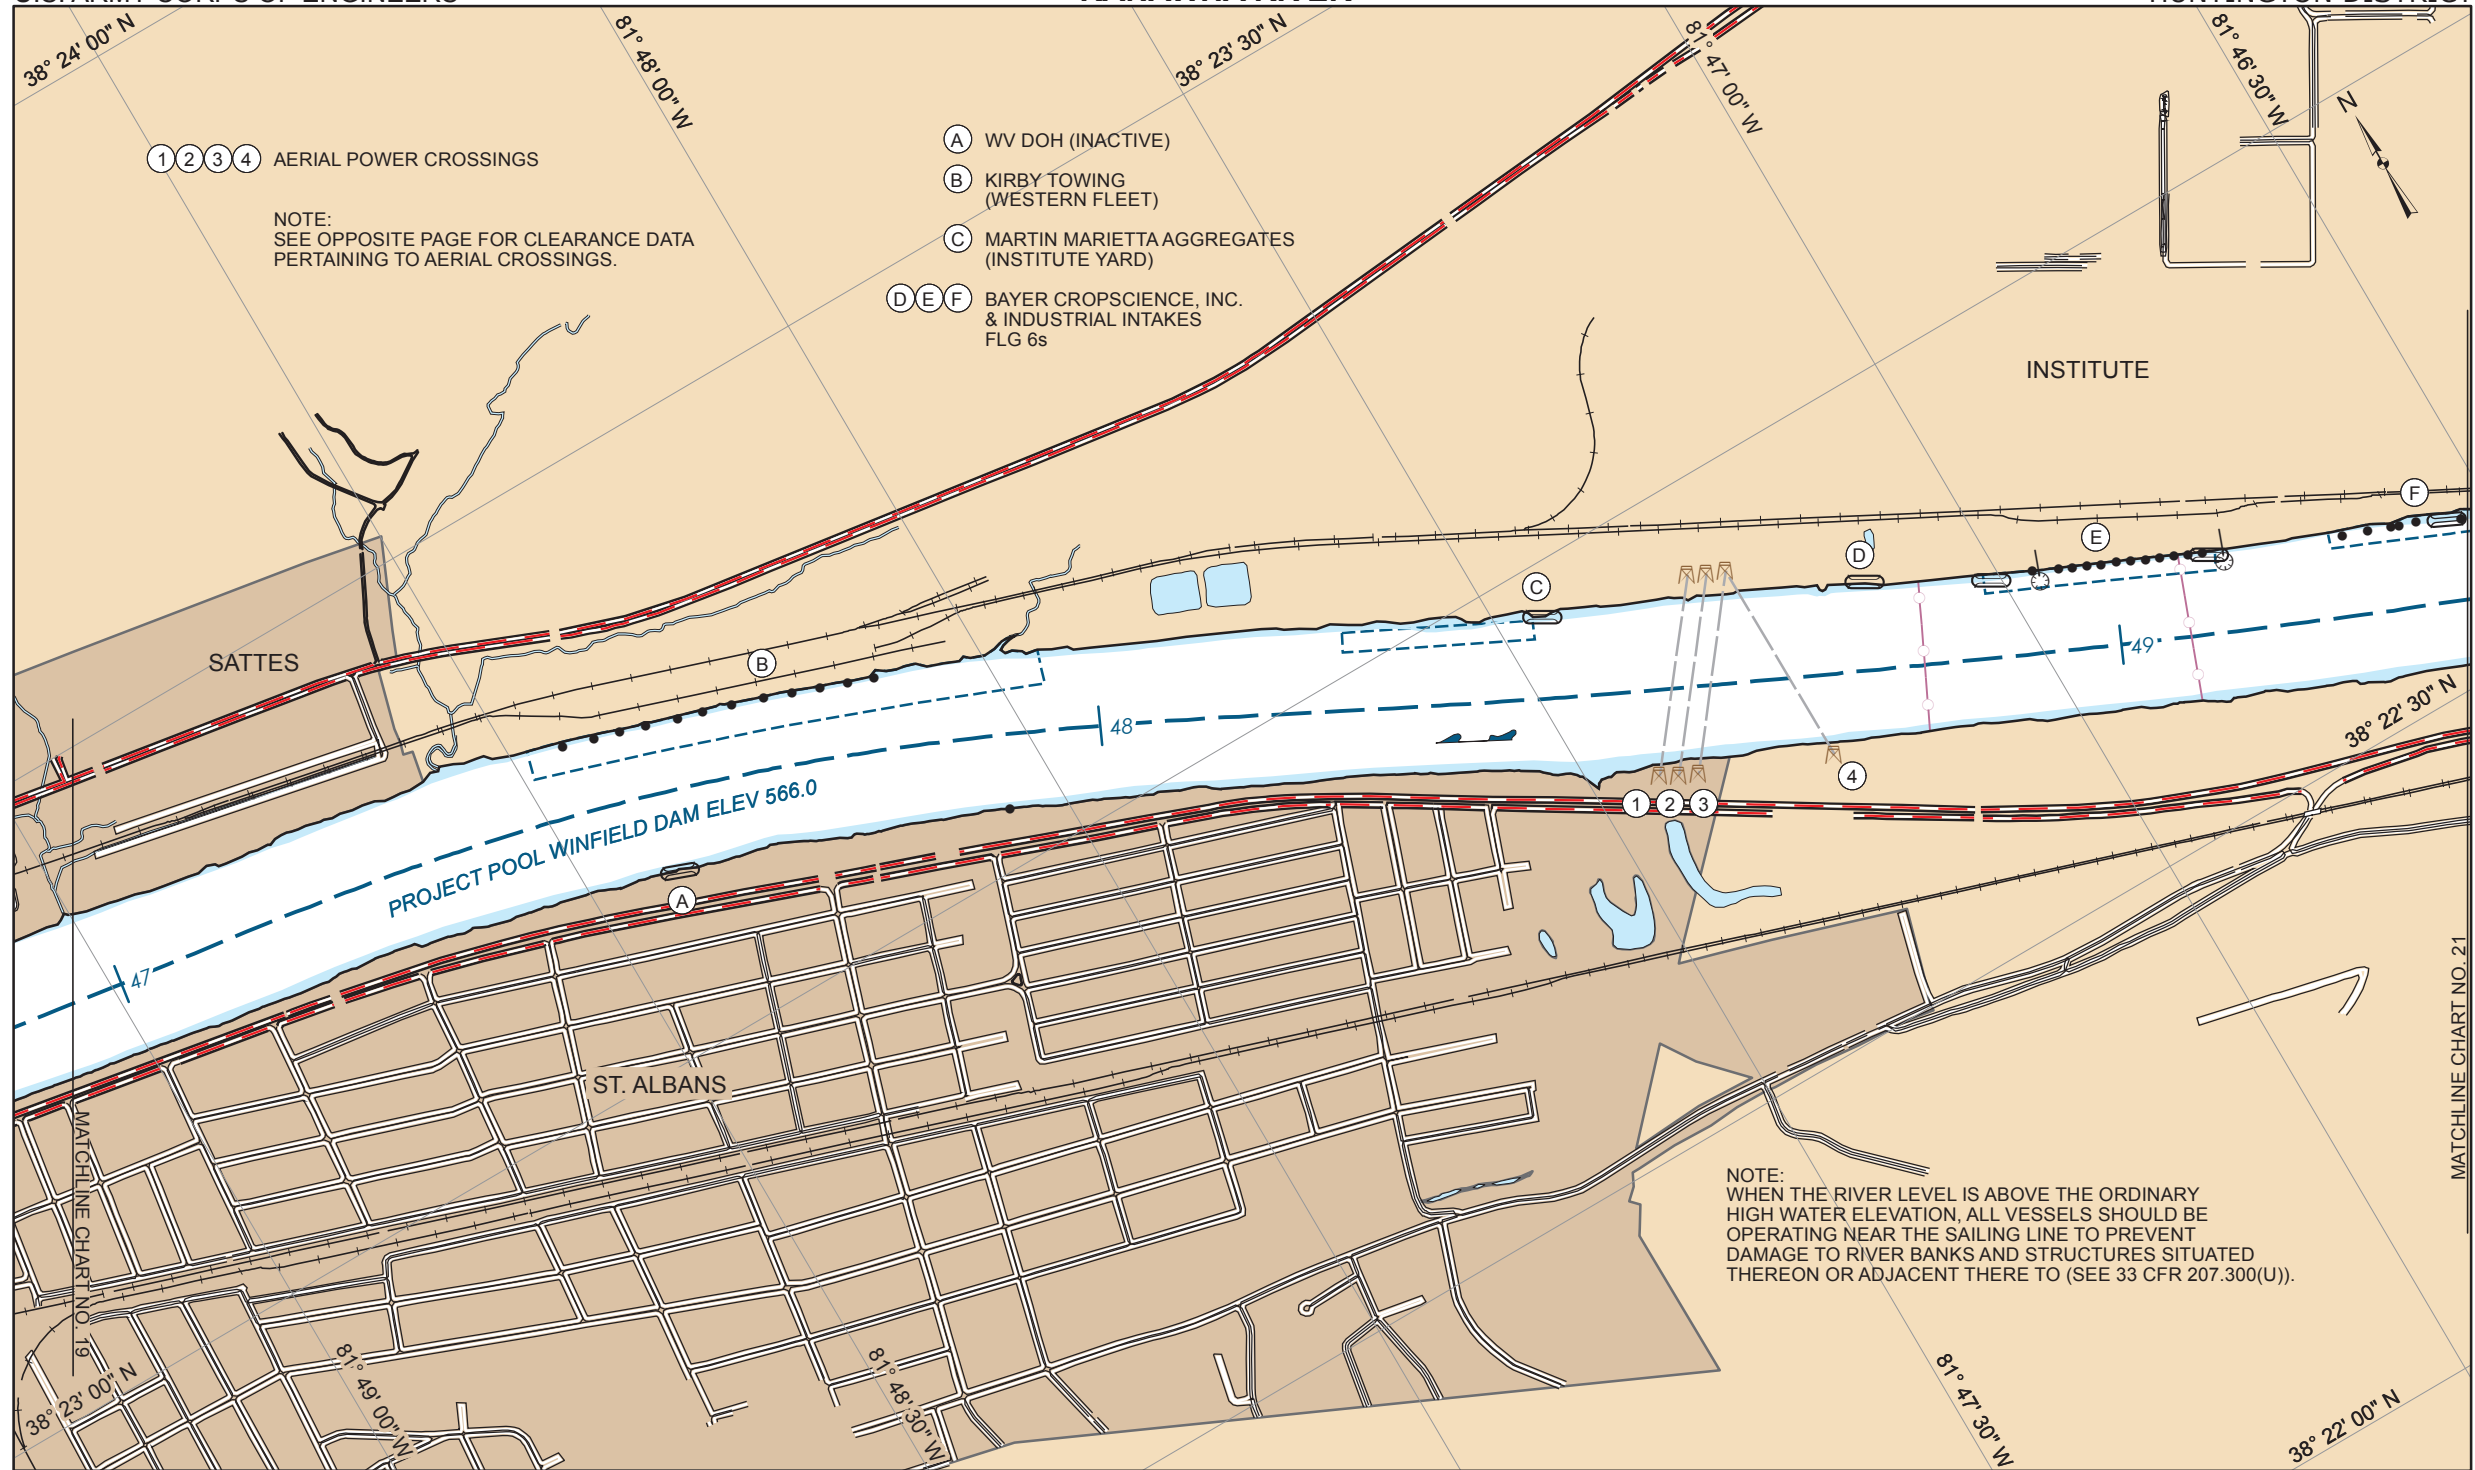 HUNTINGTON DISTRICT
38° 24' 00" N
81° 48' 00" W
38° 23' 30" N
81° 47' 00" W
81° 46' 30" W
N
1 2 3 4 AERIAL POWER CROSSINGS
NOTE:
SEE OPPOSITE PAGE FOR CLEARANCE DATA
PERTAINING TO AERIAL CROSSINGS.
A WV DOH (INACTIVE)
B KIRBY TOWING
(WESTERN FLEET)
C MARTIN MARIETTA AGGREGATES
(INSTITUTE YARD)
D E F BAYER CROPSCIENCE, INC.
& INDUSTRIAL INTAKES
FLG 6s
INSTITUTE
F
E
D
C
B
SATTES
49
48
47
PROJECT POOL WINFIELD DAM ELEV 566.0
A
4
1 2 3
38° 22' 30" N
ST. ALBANS
MATCHLINE CHART NO. 19
MATCHLINE CHART NO. 21
NOTE:
WHEN THE RIVER LEVEL IS ABOVE THE ORDINARY
HIGH WATER ELEVATION, ALL VESSELS SHOULD BE
OPERATING NEAR THE SAILING LINE TO PREVENT
DAMAGE TO RIVER BANKS AND STRUCTURES SITUATED
THEREON OR ADJACENT THERE TO (SEE 33 CFR 207.300(U)).
38° 23' 00" N
81° 49' 00" W
81° 48' 30" W
81° 47' 30" W
38° 22' 00" N